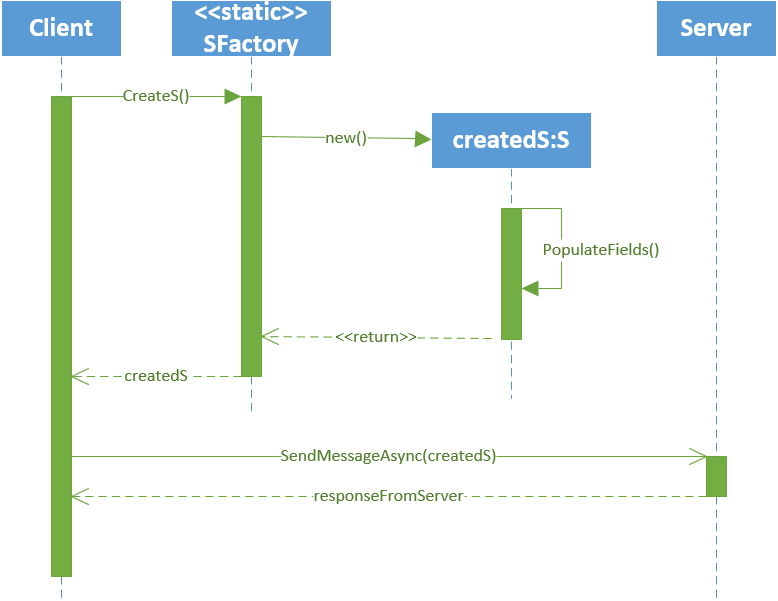 Client
<<static>>
SFactory
Server
CreateS()
new()
createdS:S
PopulateFields()
<<return>>
createdS
SendMessageAsync(createdS)
responseFromServer